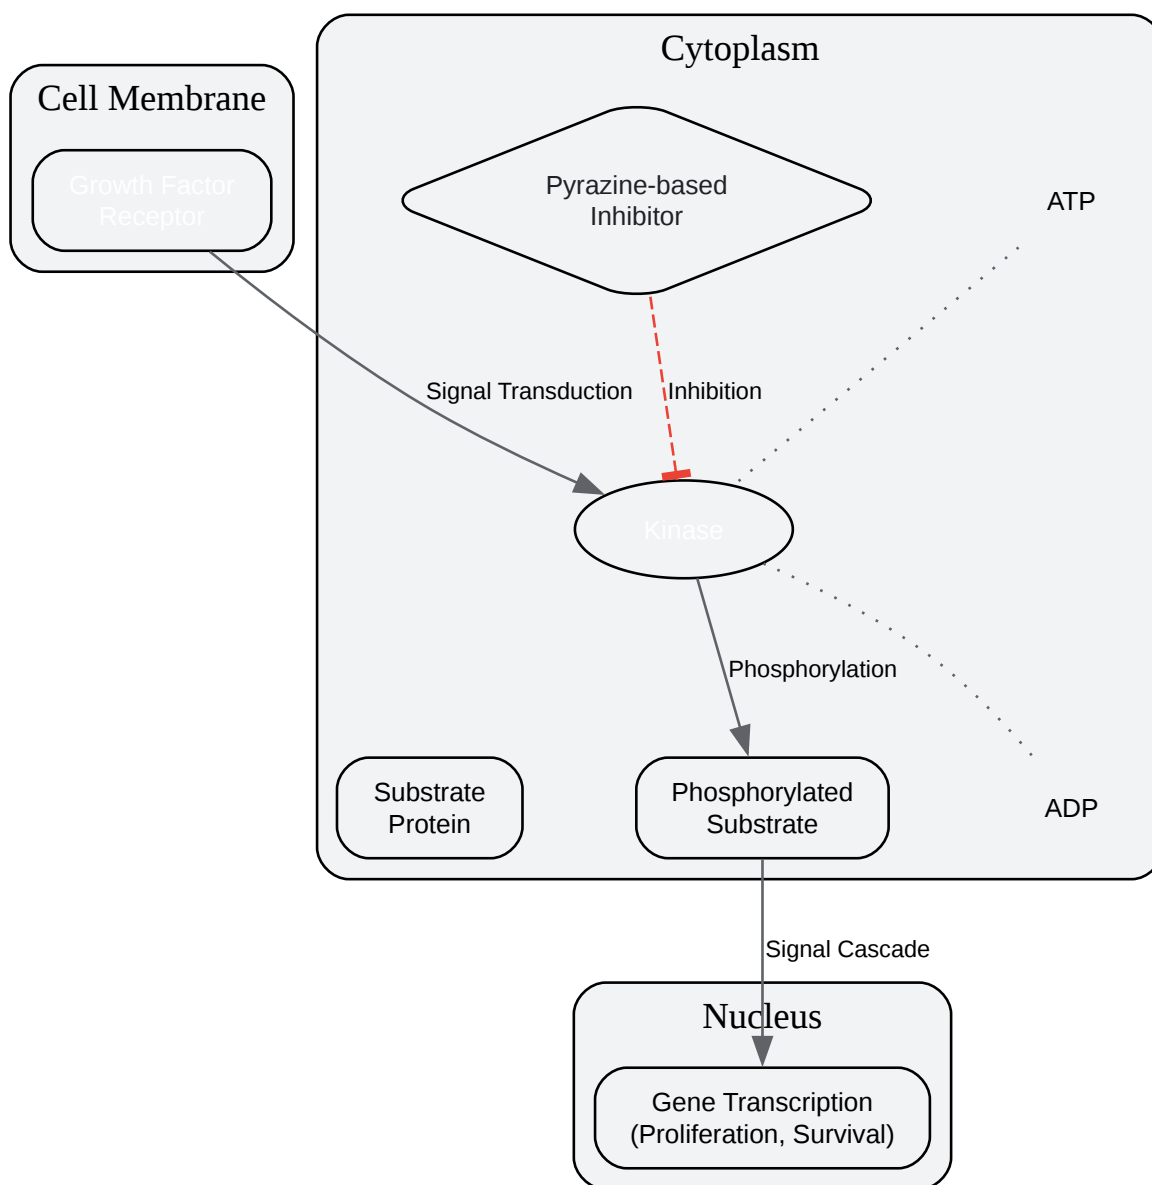 Cytoplasm
Cell Membrane
Growth Factor
Receptor
Pyrazine-based
Inhibitor
ATP
Signal Transduction
Inhibition
Kinase
Phosphorylation
Substrate
Protein
Phosphorylated
Substrate
ADP
Signal Cascade
Nucleus
Gene Transcription
(Proliferation, Survival)